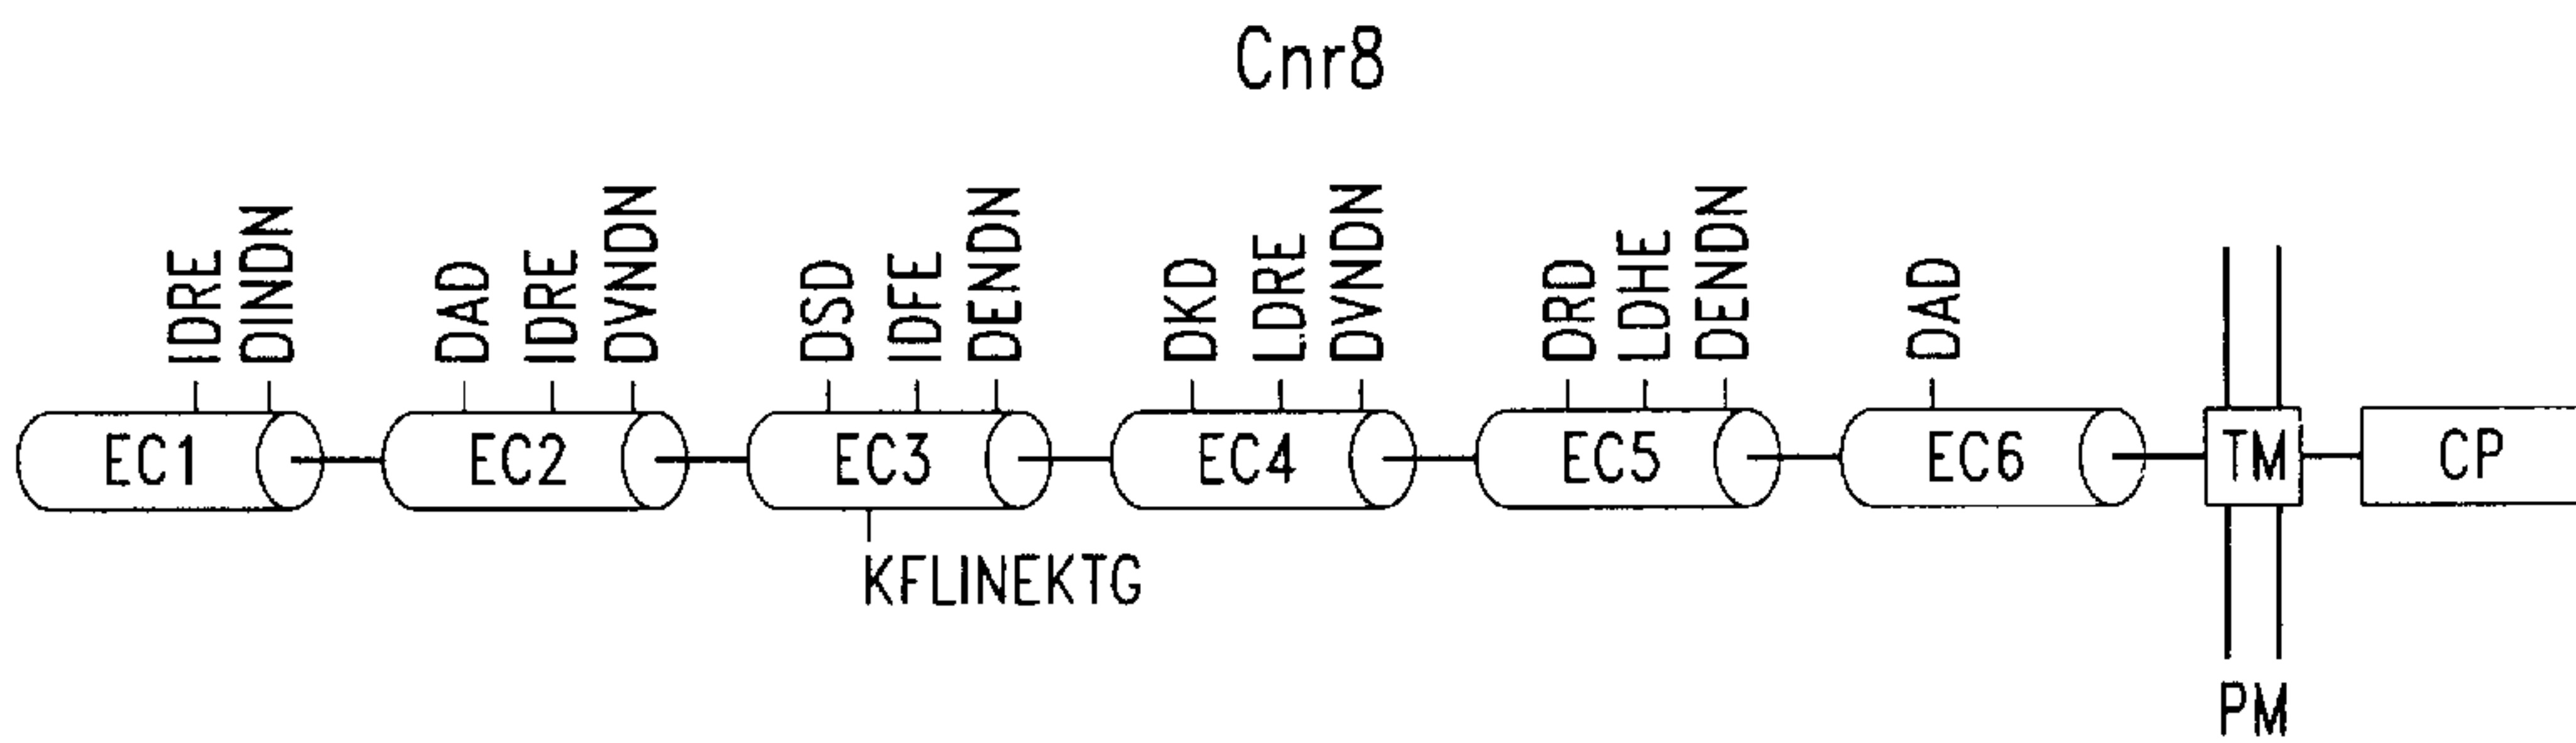 Cnr8
IDRE DINDN DAD IDRE DVNDN DSD IDFE DENDN DKD LDRE DVNDN DRD LDHE DENDN DAD
EC1 EC2 EC3 EC4 EC5 EC6 TM CP
KFLINEKTG
PM